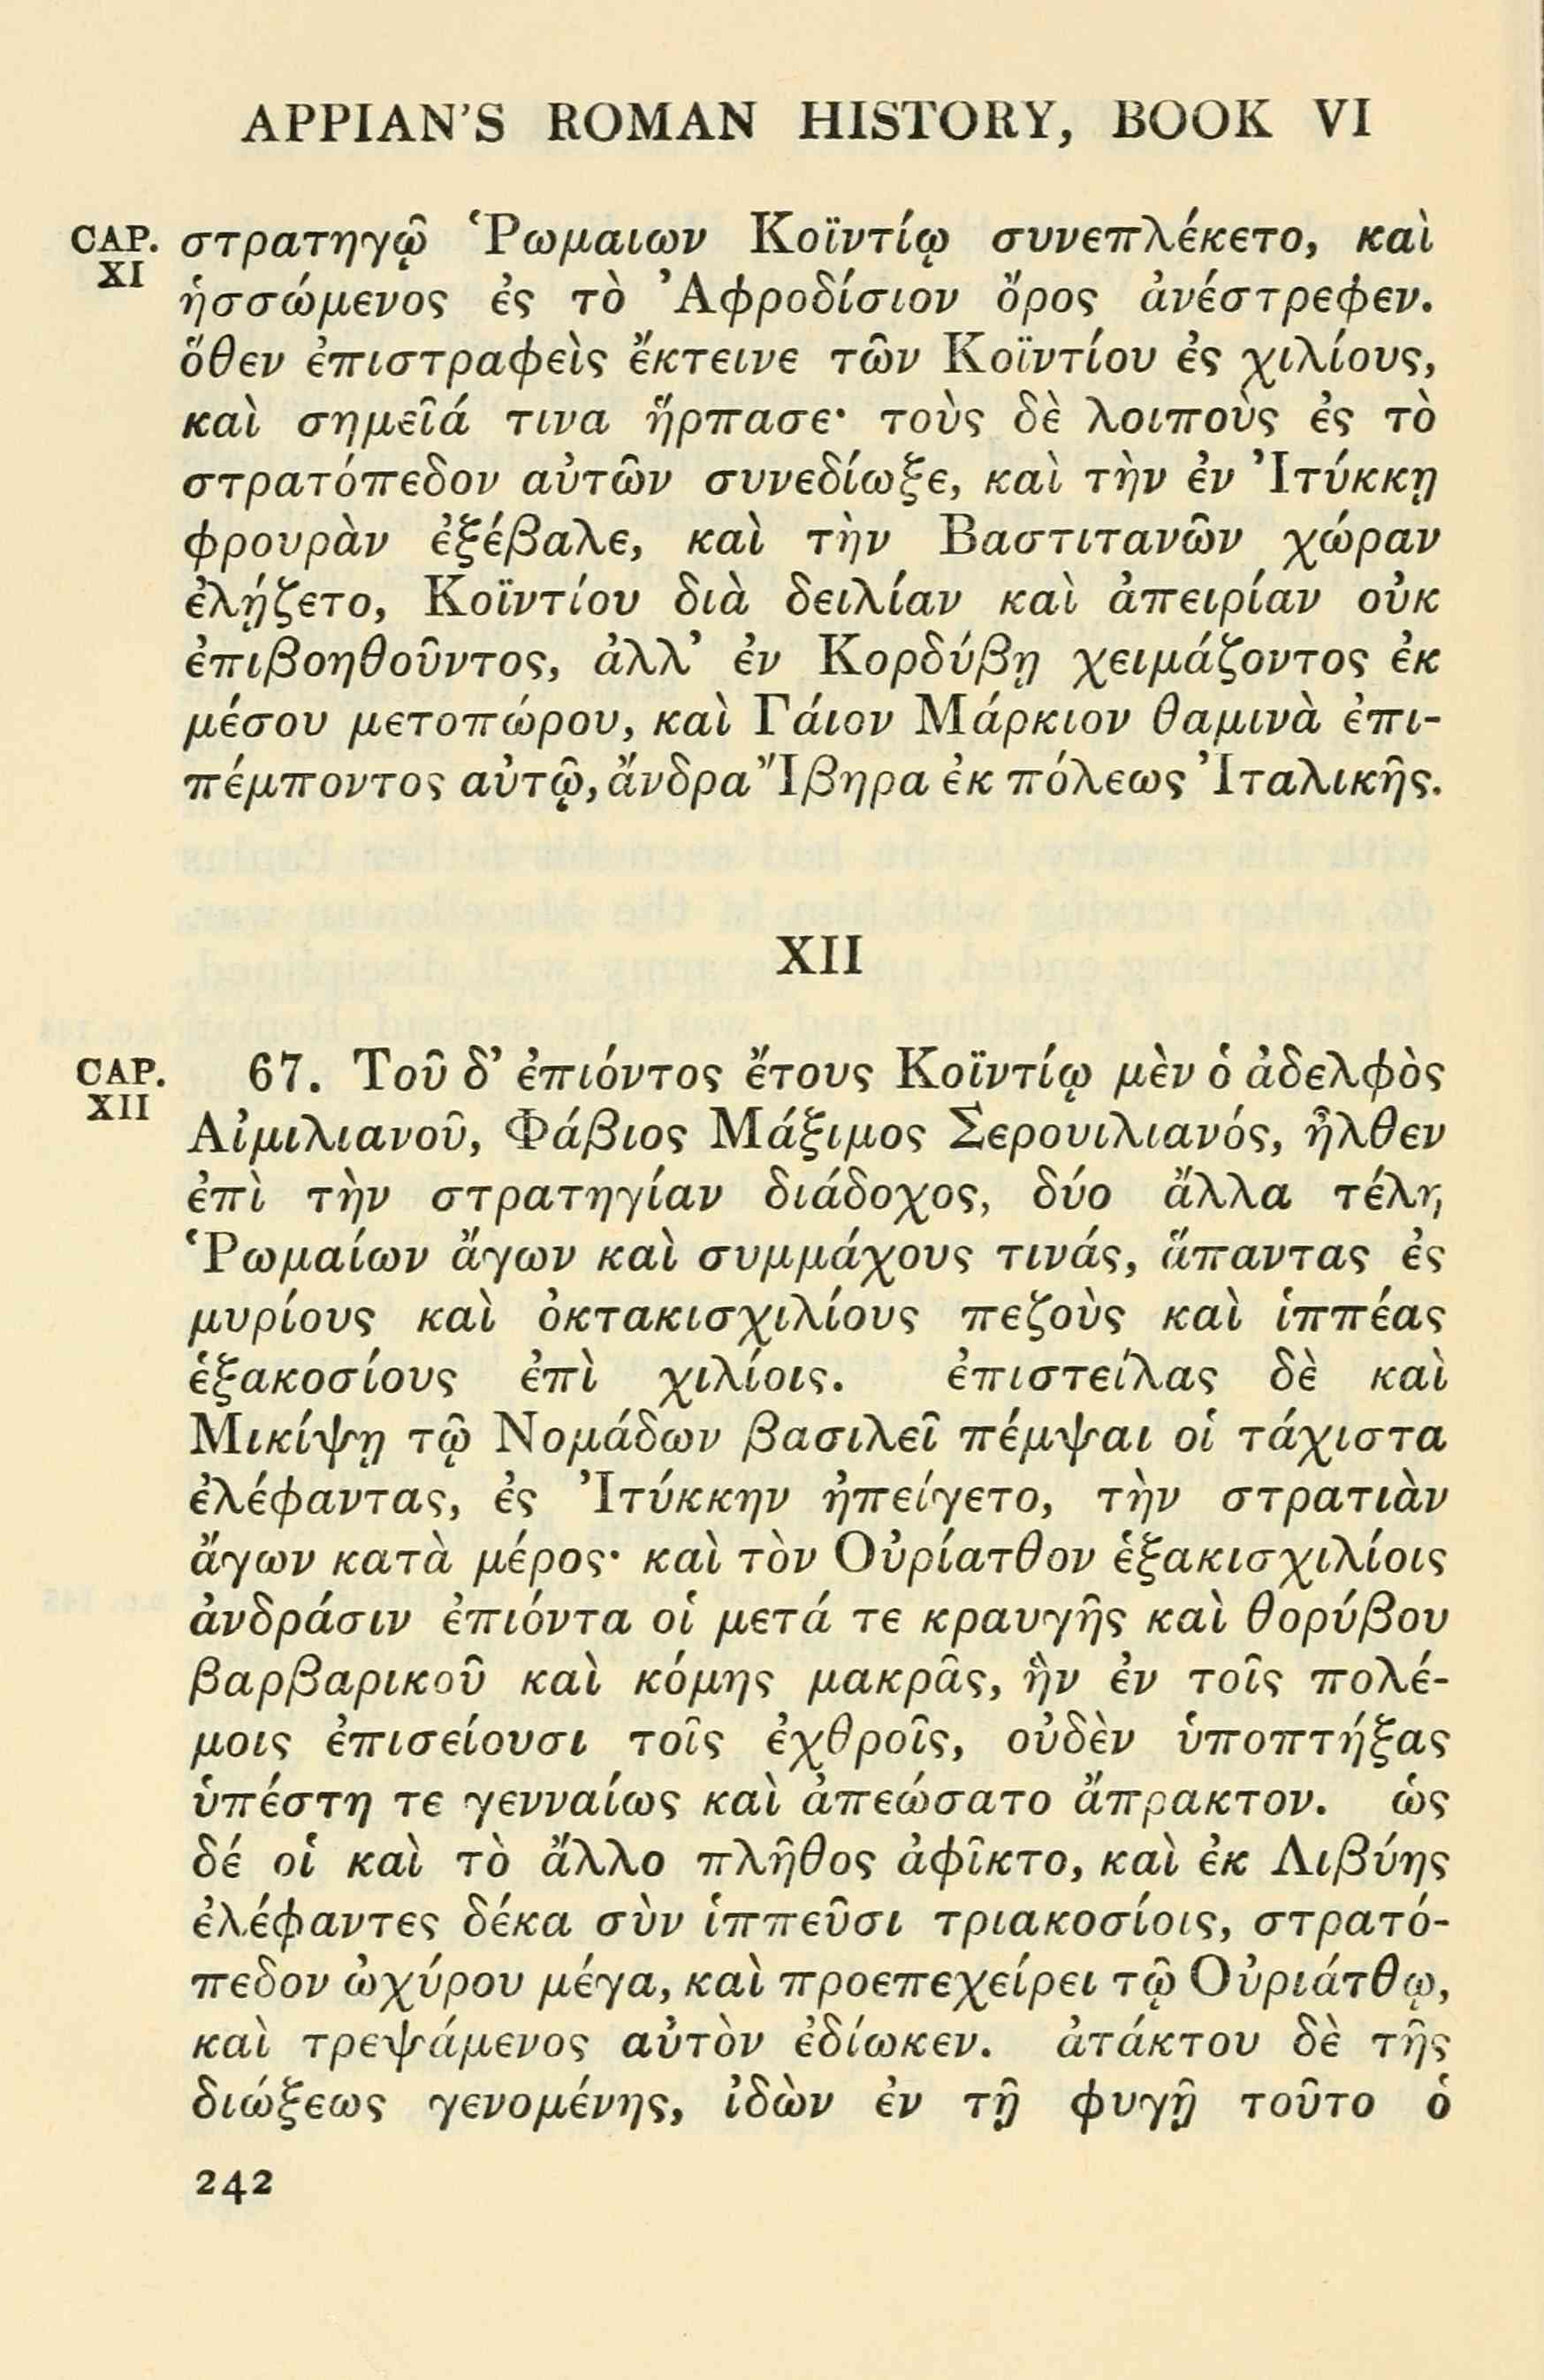 APPIAN'S ROMAN HISTORY, BOOK VI
CAP. XI
στρατηγῷ Ῥωμαιων Κοϊντίῳ συνεπλέκετο, καὶ
ἡσσώμενος ἐς τὸ Ἀφροδίσιον ὄρος ἀνέστρεφεν.
ὅθεν ἐπιστραφεὶς ἔκτεινε τῶν Κοϊντίου ἐς χιλίους,
καὶ σημεῖά τινα ἥρπασε· τοὺς δὲ λοιποὺς ἐς τὸ
στρατόπεδον αὐτῶν συνεδίωξε, καὶ τὴν ἐν Ἰτύκκῃ
φρουρὰν ἐξέβαλε, καὶ τὴν Βαστιτανῶν χώραν
ἐλῄζετο, Κοϊντίου διὰ δειλίαν καὶ ἀπειρίαν οὐκ
ἐπιβοηθοῦντος, ἀλλ' ἐν Κορδύβῃ χειμάζοντος ἐκ
μέσου μετοπώρου, καὶ Γάιον Μάρκιον θαμινὰ ἐπι-
πέμποντος αὐτῷ, ἄνδρα Ἴβηρα ἐκ πόλεως Ἰταλικῆς.
XII
CAP. XII
67. Τοῦ δ' ἐπιόντος ἔτους Κοϊντίῳ μὲν ὁ ἀδελφὸς
Αἰμιλιανοῦ, Φάβιος Μάξιμος Σερουιλιανός, ἦλθεν
ἐπὶ τὴν στρατηγίαν διάδοχος, δύο ἄλλα τέλη
Ῥωμαίων ἄγων καὶ συμμάχους τινάς, ἅπαντας ἐς
μυρίους καὶ ὀκτακισχιλίους πεζοὺς καὶ ἱππέας
ἑξακοσίους ἐπὶ χιλίοις. ἐπιστείλας δὲ καὶ
Μικίψῃ τῷ Νομάδων βασιλεῖ πέμψαι οἱ τάχιστα
ἐλέφαντας, ἐς Ἰτύκκην ἠπείγετο, τὴν στρατιὰν
ἄγων κατὰ μέρος· καὶ τὸν Οὐρίατθον ἑξακισχιλίοις
ἀνδράσιν ἐπιόντα οἱ μετά τε κραυγῆς καὶ θορύβου
βαρβαρικοῦ καὶ κόμης μακρᾶς, ἣν ἐν τοῖς πολέ-
μοις ἐπισείουσι τοῖς ἐχθροῖς, οὐδὲν ὑποπτήξας
ὑπέστη τε γενναίως καὶ ἀπεώσατο ἄπρακτον. ὡς
δέ οἱ καὶ τὸ ἄλλο πλῆθος ἀφῖκτο, καὶ ἐκ Λιβύης
ἐλέφαντες δέκα σὺν ἱππεῦσι τριακοσίοις, στρατό-
πεδον ὠχύρου μέγα, καὶ προεπεχείρει τῷ Οὐριάτθῳ,
καὶ τρεψάμενος αὐτὸν ἐδίωκεν. ἀτάκτου δὲ τῆς
διώξεως γενομένης, ἰδὼν ἐν τῇ φυγῇ τοῦτο ὁ
242